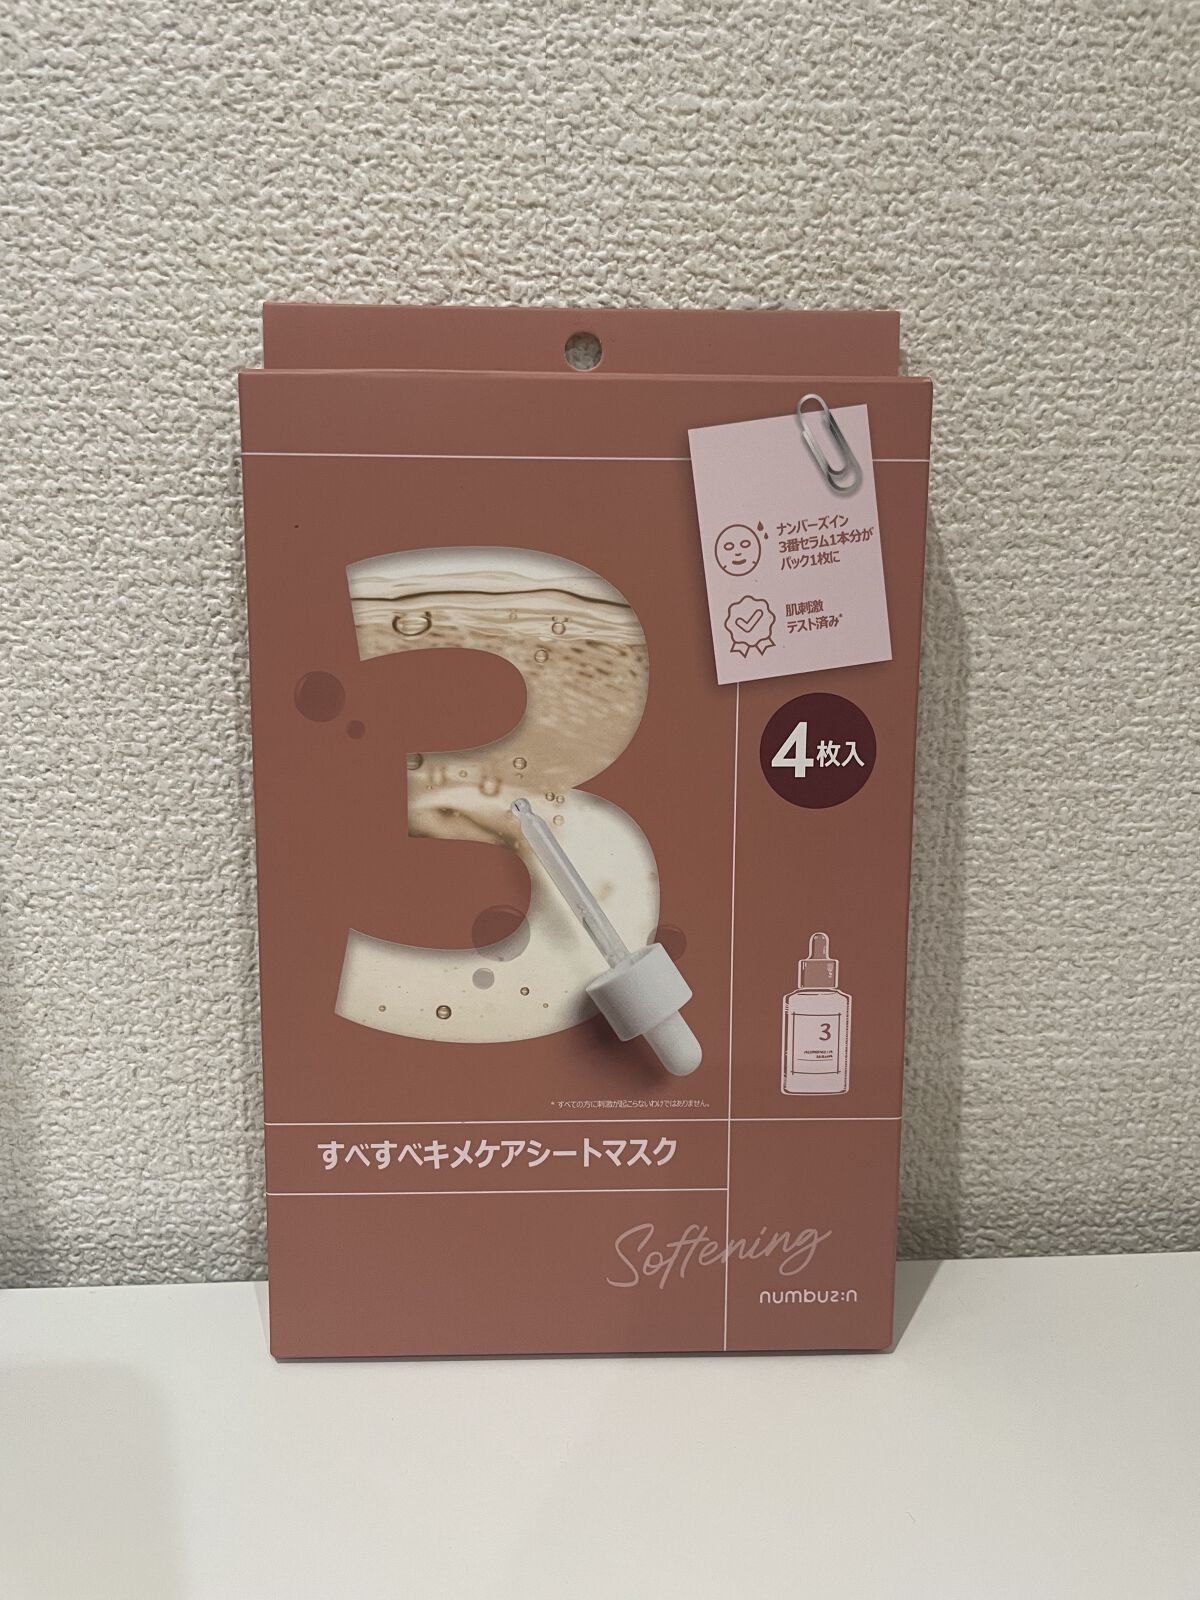 ナンバーズイン
3番セラム1本分が
パック1枚に
肌刺激
テスト済み*
4枚入
3
3
* すべての方に刺激が起こらないわけではありません。
すべすべキメケアシートマスク
Softening
numbuz:n